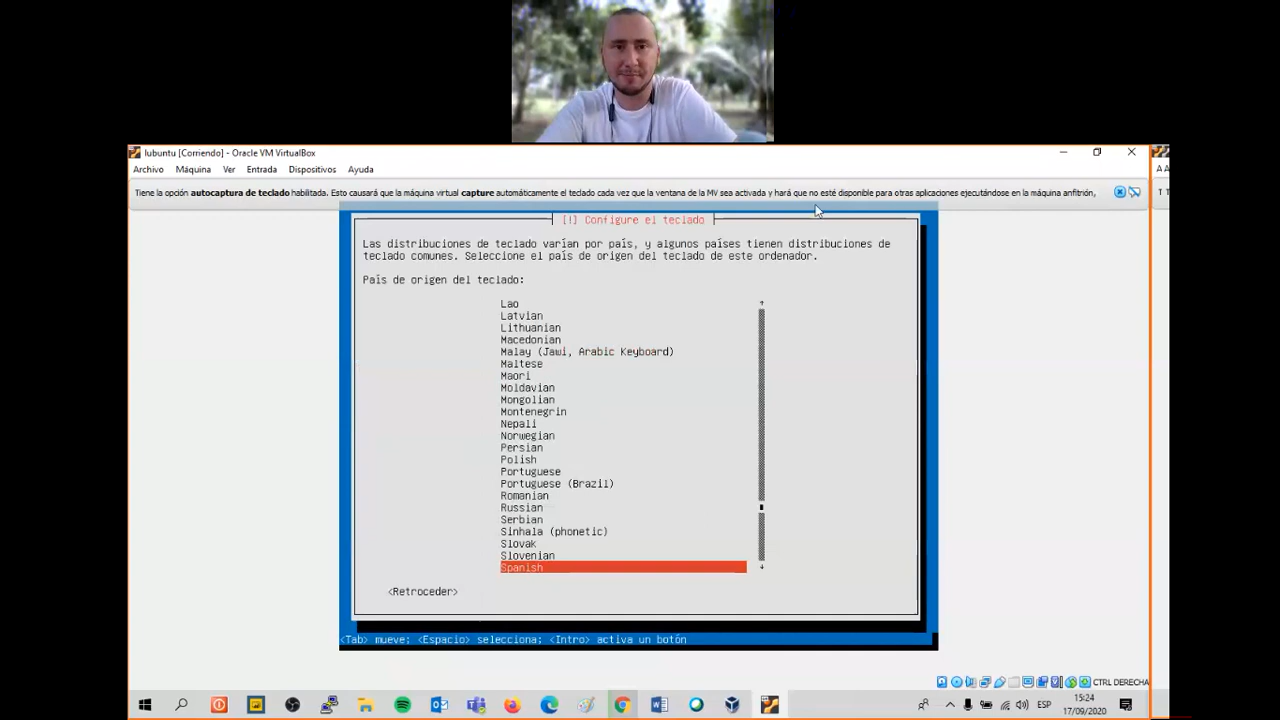 lubuntu [Corriendo] - Oracle VM VirtualBox
Archivo Máquina Ver Entrada Dispositivos Ayuda
Tiene la opción autocaptura de teclado habilitada. Esto causará que la máquina virtual capture automáticamente el teclado cada vez que la ventana de la MV sea activada y hará que no esté disponible para otras aplicaciones ejecutándose en la máquina anfitrión,
[!] Configure el teclado
Las distribuciones de teclado varían por país, y algunos países tienen distribuciones de
teclado comunes. Seleccione el país de origen del teclado de este ordenador.
País de origen del teclado:
Lao
Latvian
Lithuanian
Macedonian
Malay (Jawi, Arabic Keyboard)
Maltese
Maori
Moldavian
Mongolian
Montenegrin
Nepali
Norwegian
Persian
Polish
Portuguese
Portuguese (Brazil)
Romanian
Russian
Serbian
Sinhala (phonetic)
Slovak
Slovenian
Spanish
<Retroceder>
<Tab> mueve; <Espacio> selecciona; <Intro> activa un botón
CTRL DERECHA
ESP
15:24
17/09/2020